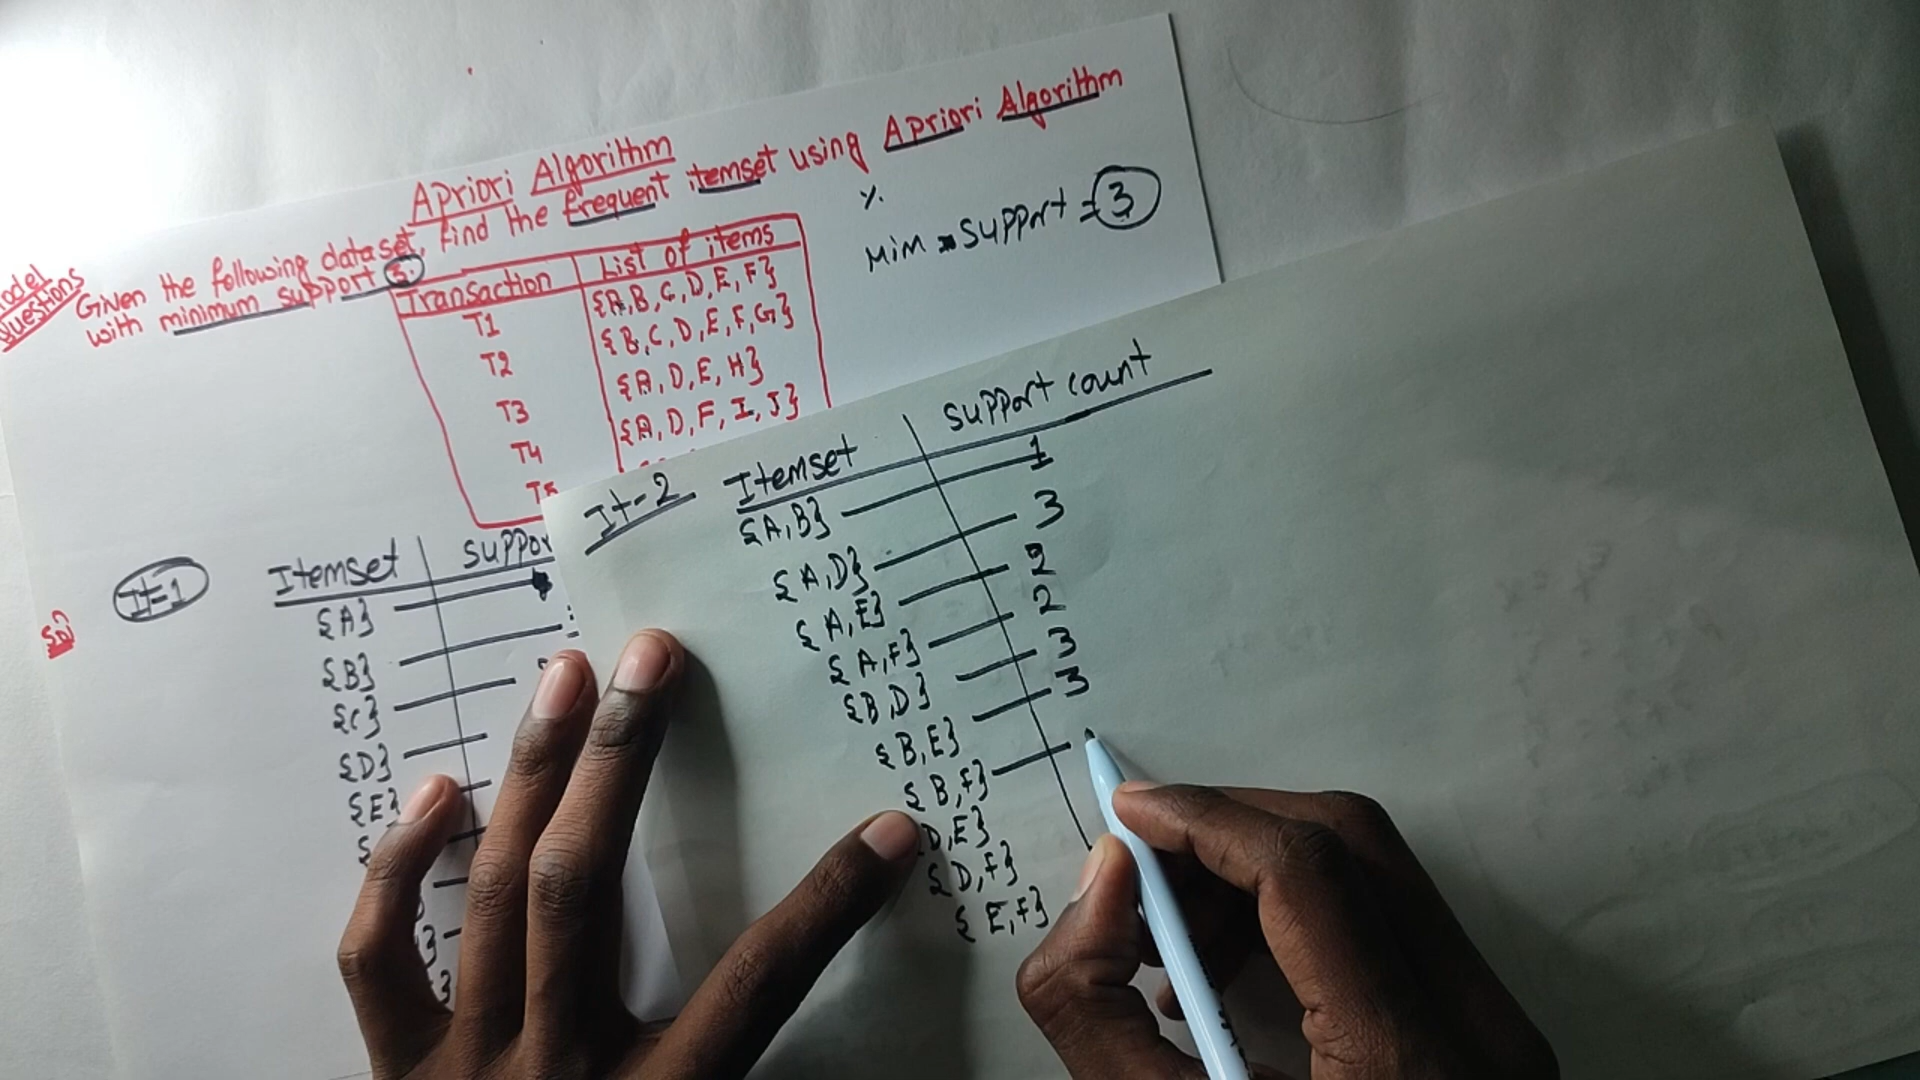 Apriori Algorithm
Given the following dataset, find the frequent itemset using Apriori Algorithm
with minimum support 3.
Transaction List of items
T1 {A,B,C,D,E,F}
T2 {B,C,D,E,F,G}
T3 {A,D,E,H}
T4 {A,D,F,I,J}
Min support = 3
It=1
Itemset
{A}
{B}
{C}
{D}
{E}
It-2
Itemset support count
{A,B} 1
{A,D} 3
{A,E} 2
{A,F} 2
{B,D} 3
{B,E} 3
{B,F}
D,E}
{D,F}
{E,F}